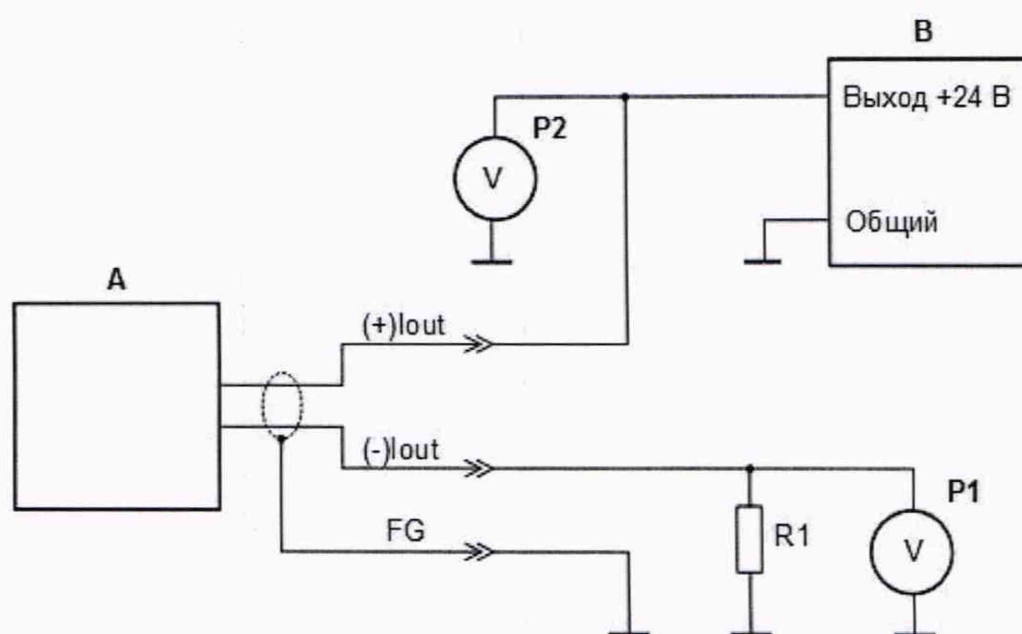 B
Выход +24 В
P2
V
Общий
A
(+)Iout
(-)Iout
P1
FG
R1
V